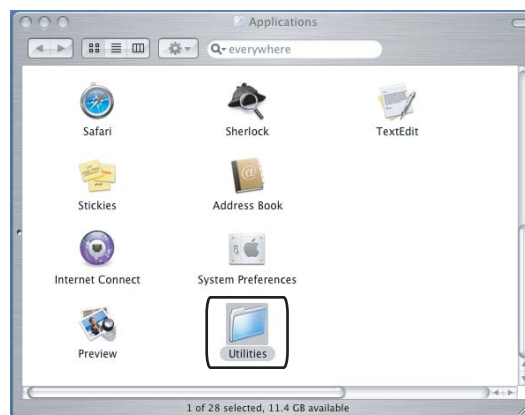 Applications
everywhere
Safari
Sherlock
TextEdit
Stickies
Address Book
Internet Connect
System Preferences
Preview
Utilities
1 of 28 selected, 11.4 GB available